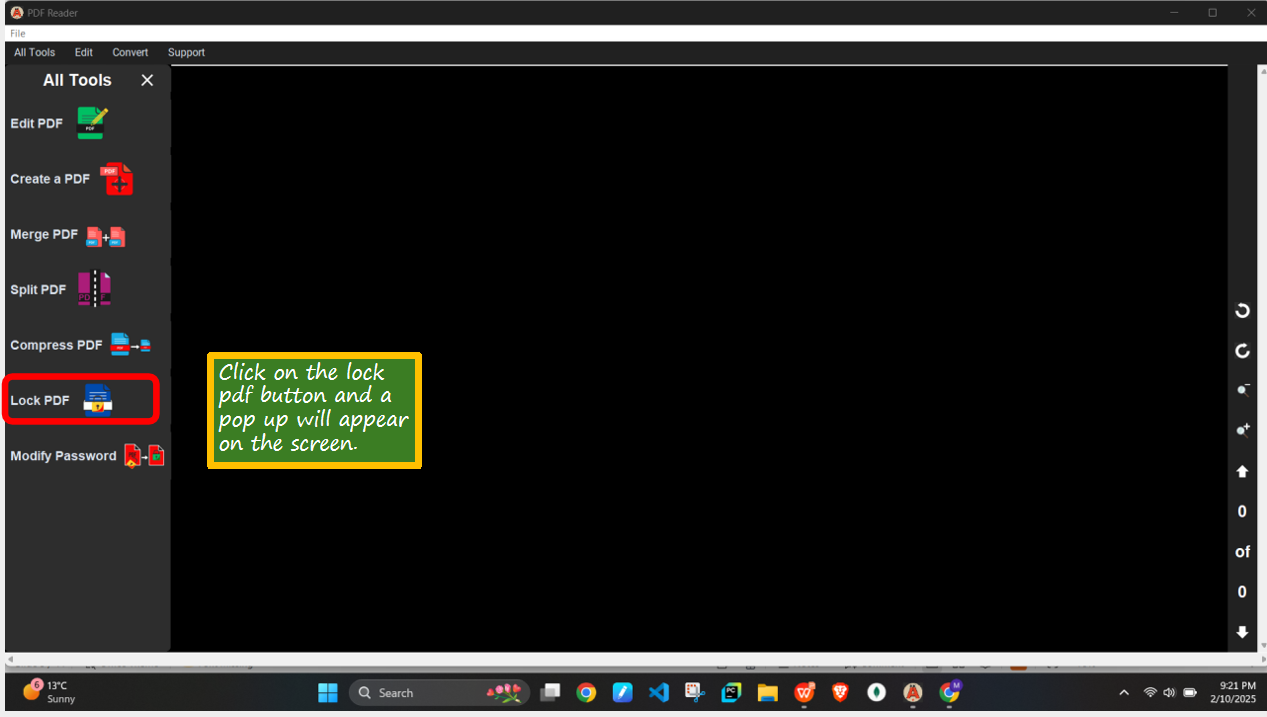 PDF Reader
File
All Tools Edit Convert Support
All Tools
Edit PDF
Create a PDF
Merge PDF
Split PDF
Compress PDF
Lock PDF
Modify Password
Click on the lock
pdf button and a
pop up will appear
on the screen.
0
of
0
6
13°C
Sunny
Search
9:21 PM
2/10/2025